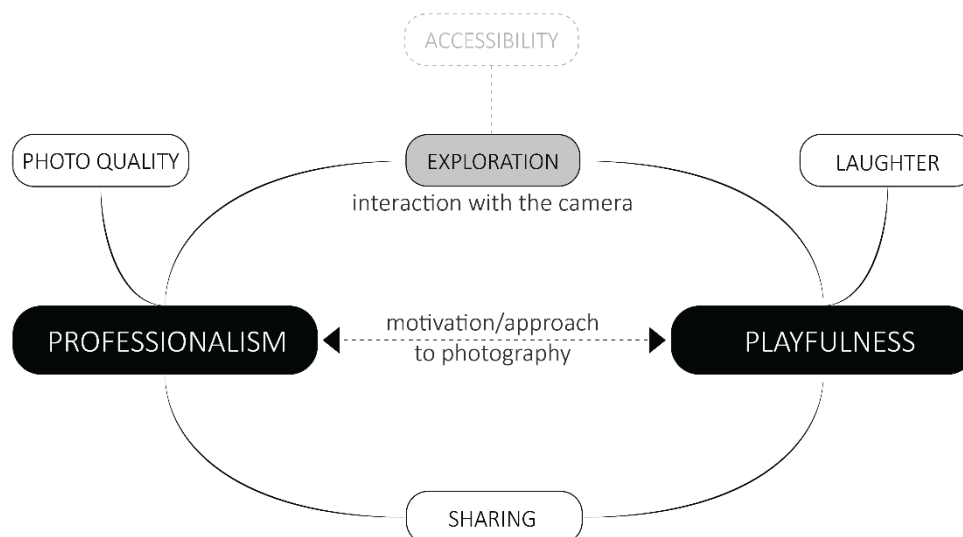 ACCESSIBILITY
PHOTO QUALITY
EXPLORATION
LAUGHTER
interaction with the camera
PROFESSIONALISM
motivation/approach
to photography
PLAYFULNESS
SHARING